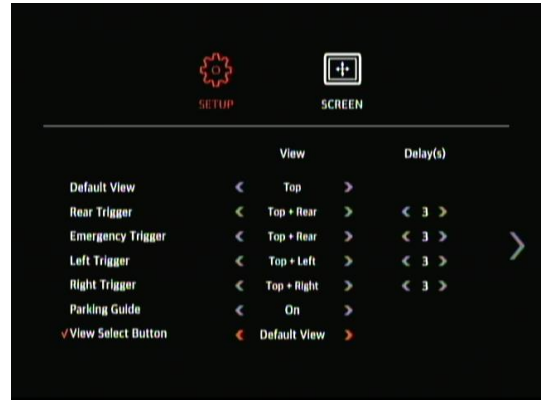 SETUP SCREEN
View Delay(s)
Default View Top
Rear Trigger Top + Rear 3
Emergency Trigger Top + Rear 3
Left Trigger Top + Left 3
Right Trigger Top + Right 3
Parking Guide On
√View Select Button Default View